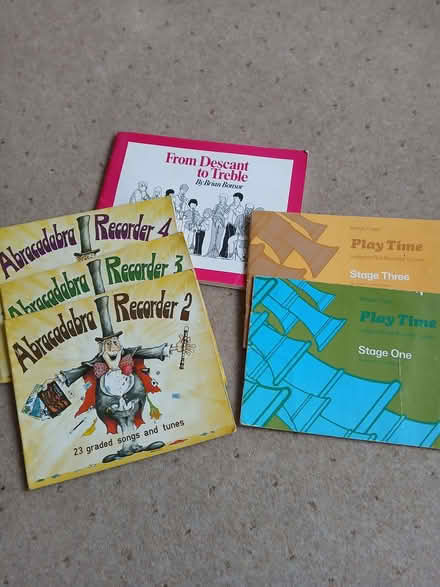 From Descant
to Treble
By Brian Bonsor
Abracadabra Recorder 4
Abracadabra Recorder 3
Abracadabra Recorder 2
23 graded songs and tunes
Play Time
Stage Three
Play Time
Stage One